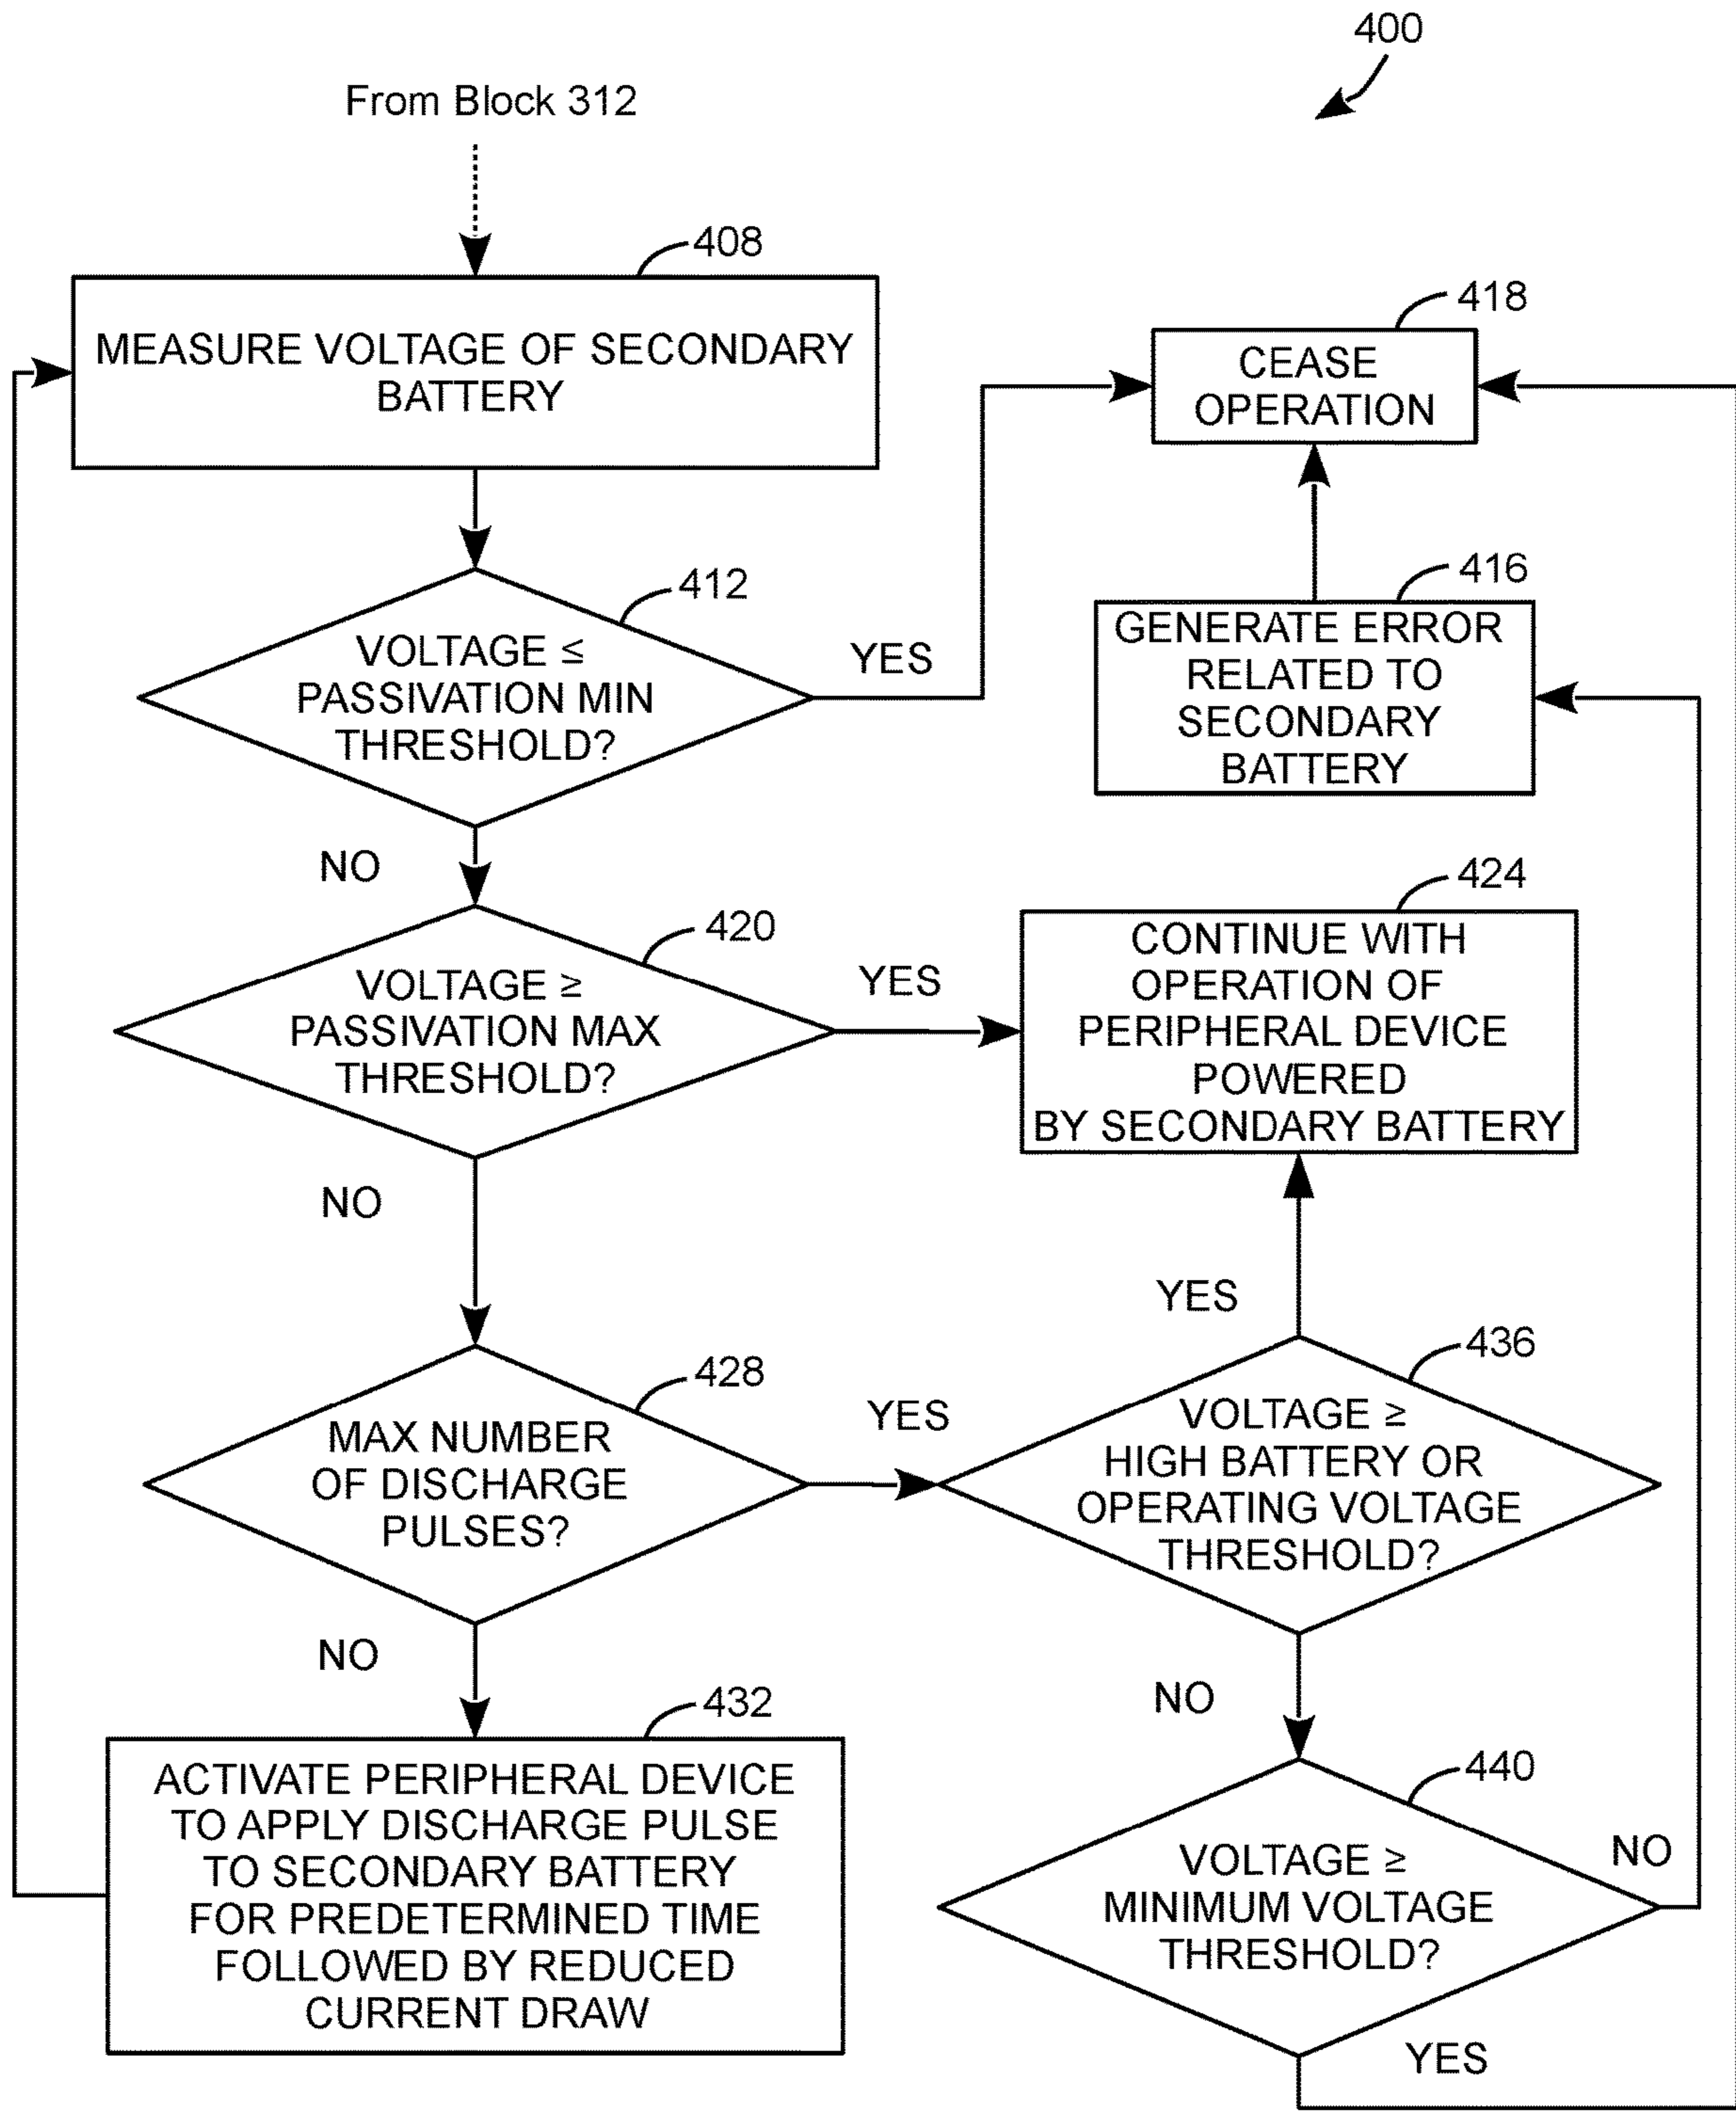 400
From Block 312
408
MEASURE VOLTAGE OF SECONDARY
BATTERY
418
CEASE
OPERATION
412
VOLTAGE ≤
PASSIVATION MIN
THRESHOLD?
YES
NO
416
GENERATE ERROR
RELATED TO
SECONDARY
BATTERY
420
VOLTAGE ≥
PASSIVATION MAX
THRESHOLD?
YES
NO
424
CONTINUE WITH
OPERATION OF
PERIPHERAL DEVICE
POWERED
BY SECONDARY BATTERY
428
MAX NUMBER
OF DISCHARGE
PULSES?
YES
NO
YES
436
VOLTAGE ≥
HIGH BATTERY OR
OPERATING VOLTAGE
THRESHOLD?
NO
432
ACTIVATE PERIPHERAL DEVICE
TO APPLY DISCHARGE PULSE
TO SECONDARY BATTERY
FOR PREDETERMINED TIME
FOLLOWED BY REDUCED
CURRENT DRAW
440
VOLTAGE ≥
MINIMUM VOLTAGE
THRESHOLD?
NO
YES